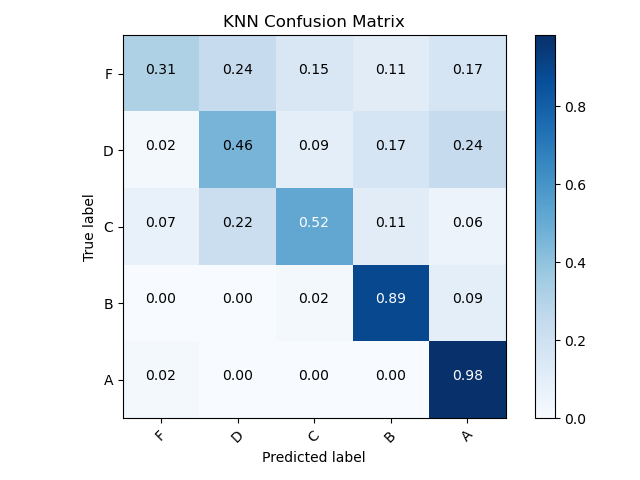 KNN Confusion Matrix
F 0.31 0.24 0.15 0.11 0.17
D 0.02 0.46 0.09 0.17 0.24
C 0.07 0.22 0.52 0.11 0.06
B 0.00 0.00 0.02 0.89 0.09
A 0.02 0.00 0.00 0.00 0.98
True label
F D C B A
Predicted label
0.8
0.6
0.4
0.2
0.0